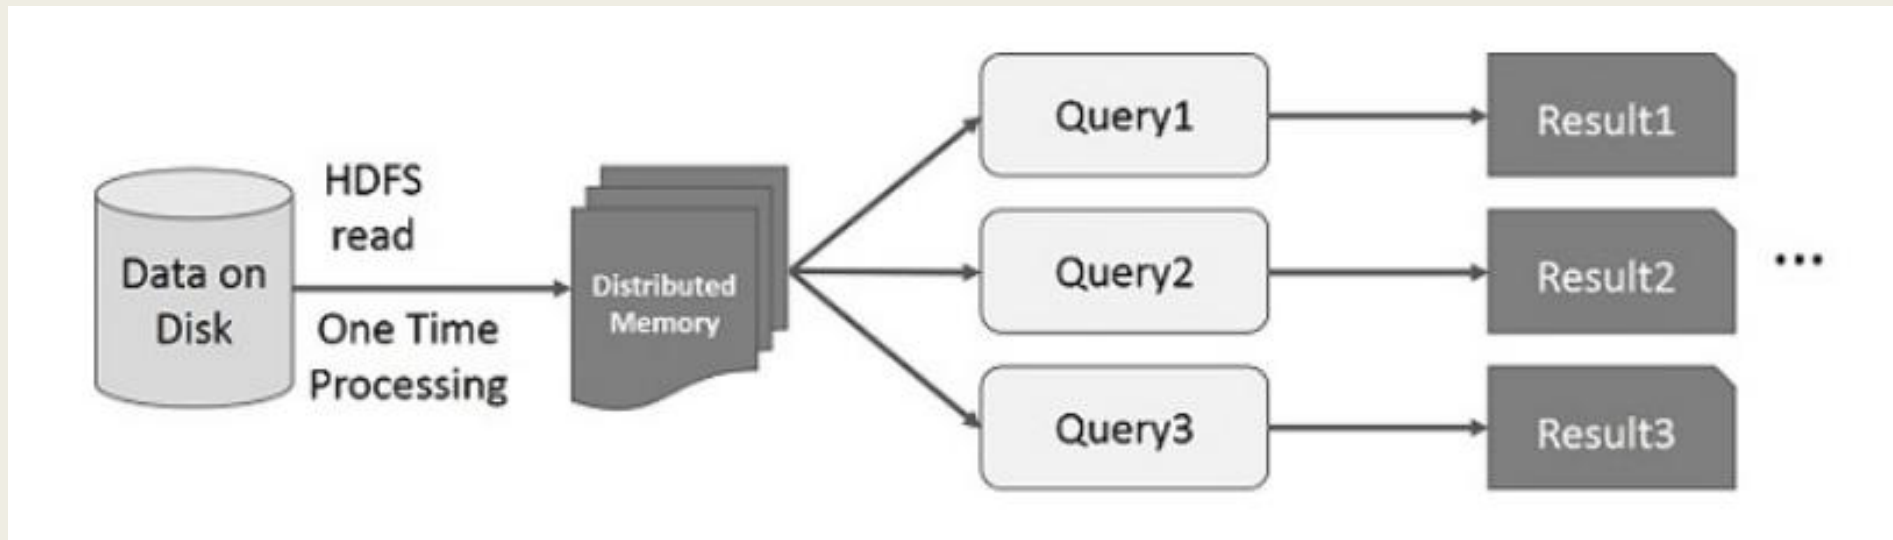 Data on
Disk
HDFS
read
One Time
Processing
Distributed
Memory
Query1
Result1
Query2
Result2
...
Query3
Result3